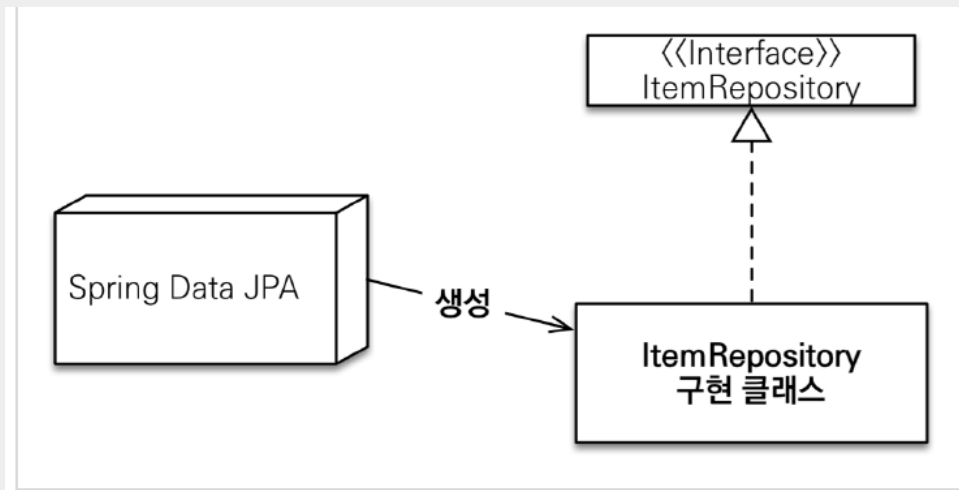 《Interface》
ItemRepository
Spring Data JPA
생성
ItemRepository
구현 클래스